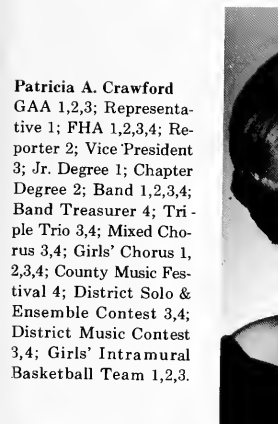 Patricia A. Crawford
GAA 1,2,3; Representa-
tive 1; FHA 1,2,3,4; Re-
porter 2; Vice President
3; Jr. Degree 1; Chapter
Degree 2; Band 1,2,3,4;
Band Treasurer 4; Tri-
ple Trio 3,4; Mixed Cho-
rus 3,4; Girls' Chorus 1,
2,3,4; County Music Fes-
tival 4; District Solo &
Ensemble Contest 3,4;
District Music Contest
3,4; Girls' Intramural
Basketball Team 1,2,3.